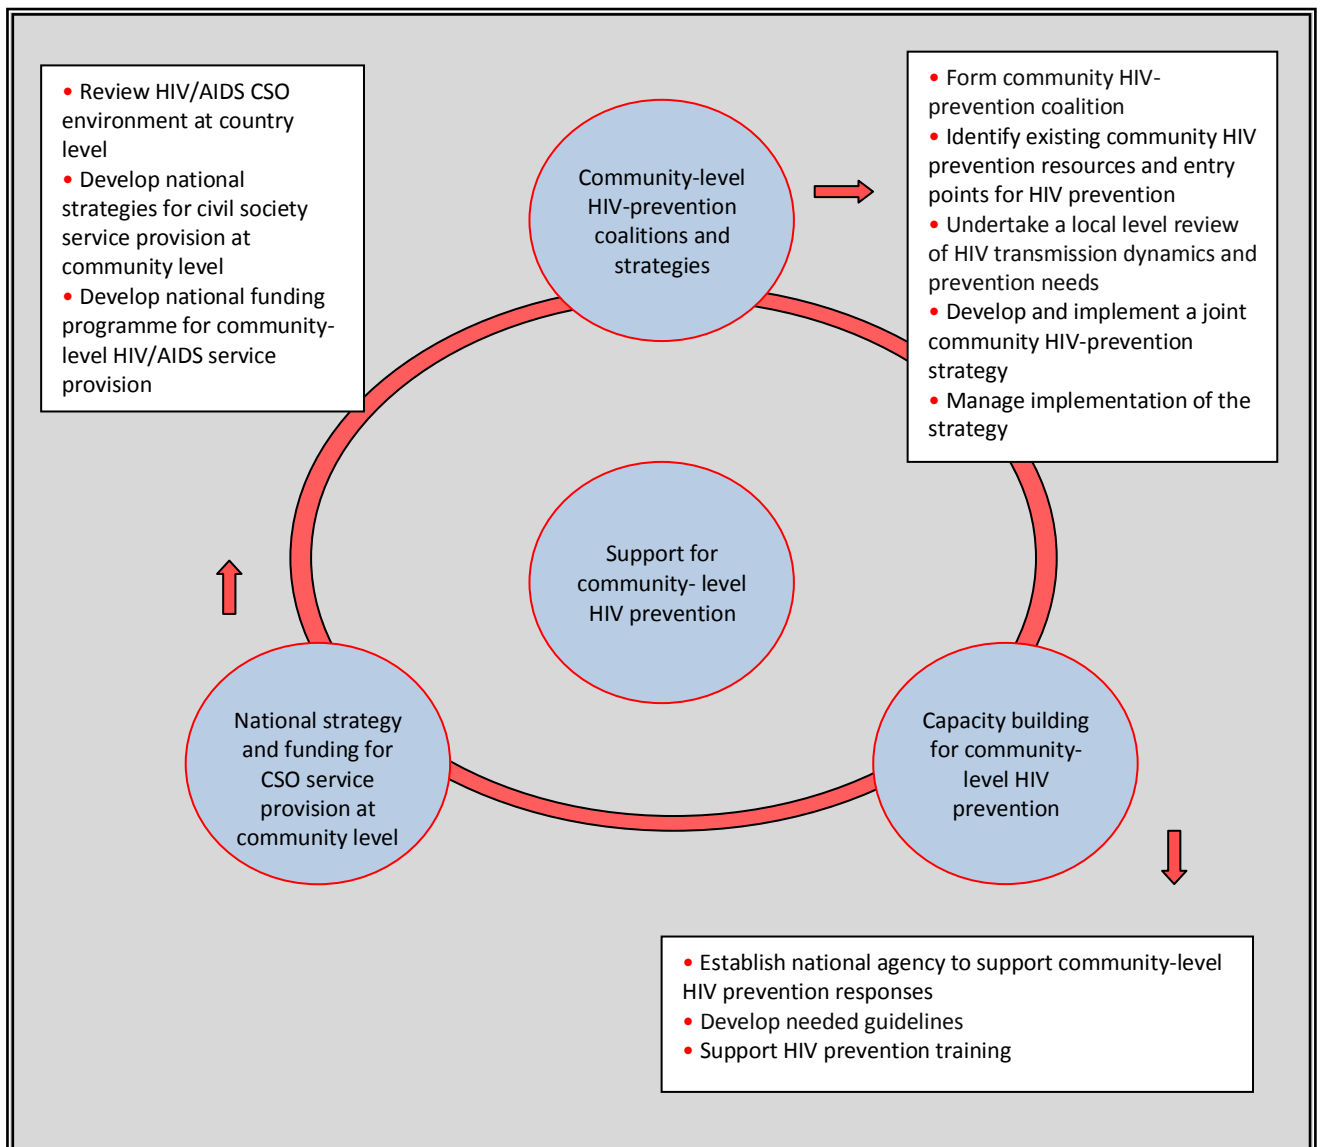 • Review HIV/AIDS CSO
environment at country
level
• Develop national
strategies for civil society
service provision at
community level
• Develop national funding
programme for community-
level HIV/AIDS service
provision
Community-level
HIV-prevention
coalitions and
strategies
• Form community HIV-
prevention coalition
• Identify existing community HIV
prevention resources and entry
points for HIV prevention
• Undertake a local level review
of HIV transmission dynamics and
prevention needs
• Develop and implement a joint
community HIV-prevention
strategy
• Manage implementation of the
strategy
Support for
community- level
HIV prevention
National strategy
and funding for
CSO service
provision at
community level
Capacity building
for community-
level HIV
prevention
• Establish national agency to support community-level
HIV prevention responses
• Develop needed guidelines
• Support HIV prevention training